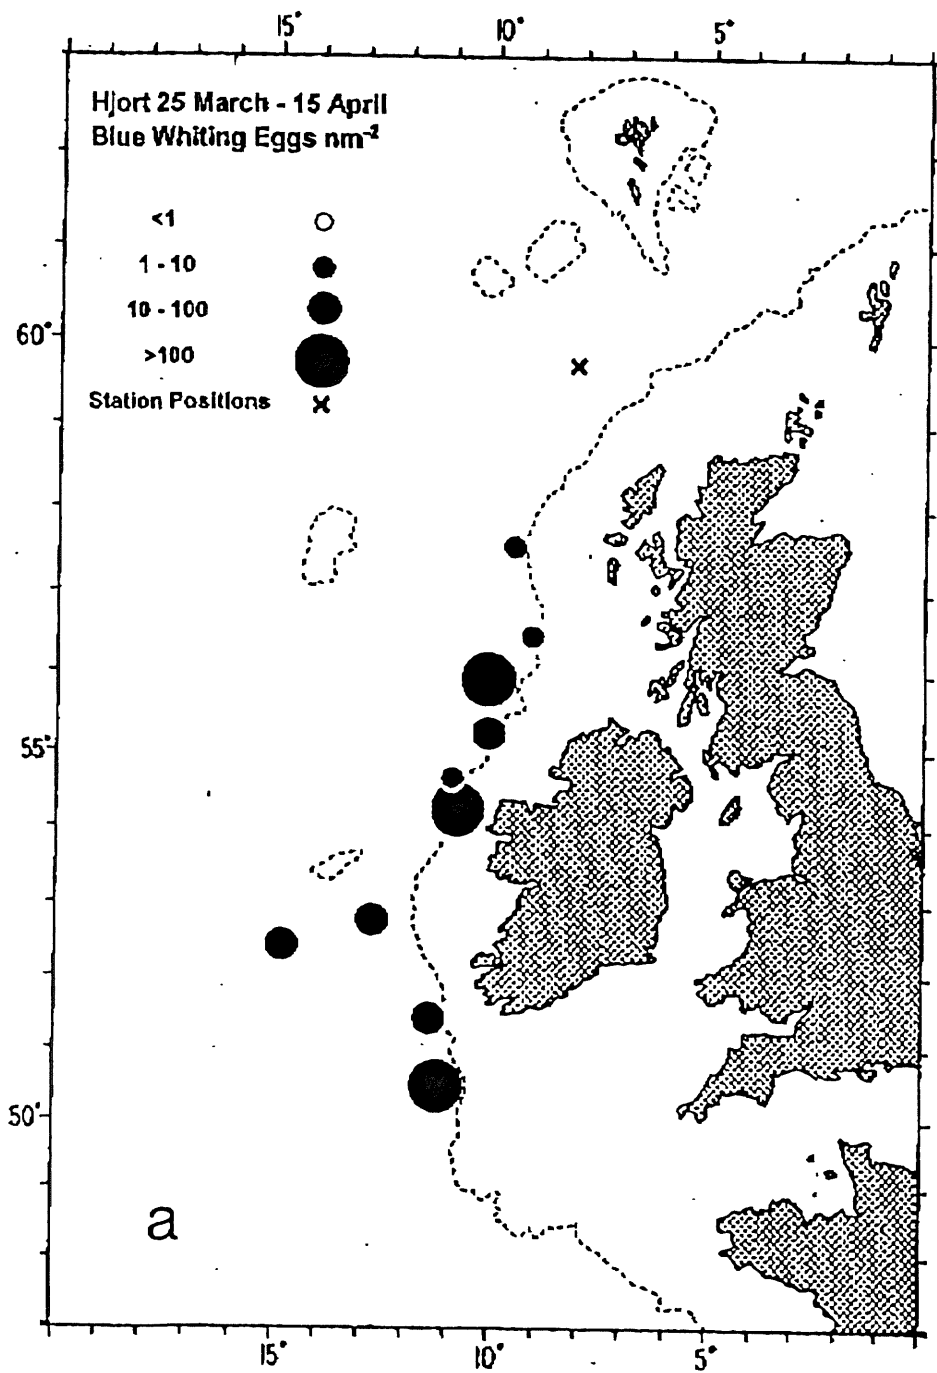 15° 10° 5°
Hjort 25 March - 15 April
Blue Whiting Eggs nm⁻²
<1
1 - 10
10 - 100
>100
Station Positions
60°
55°
50°
a
15° 10° 5°